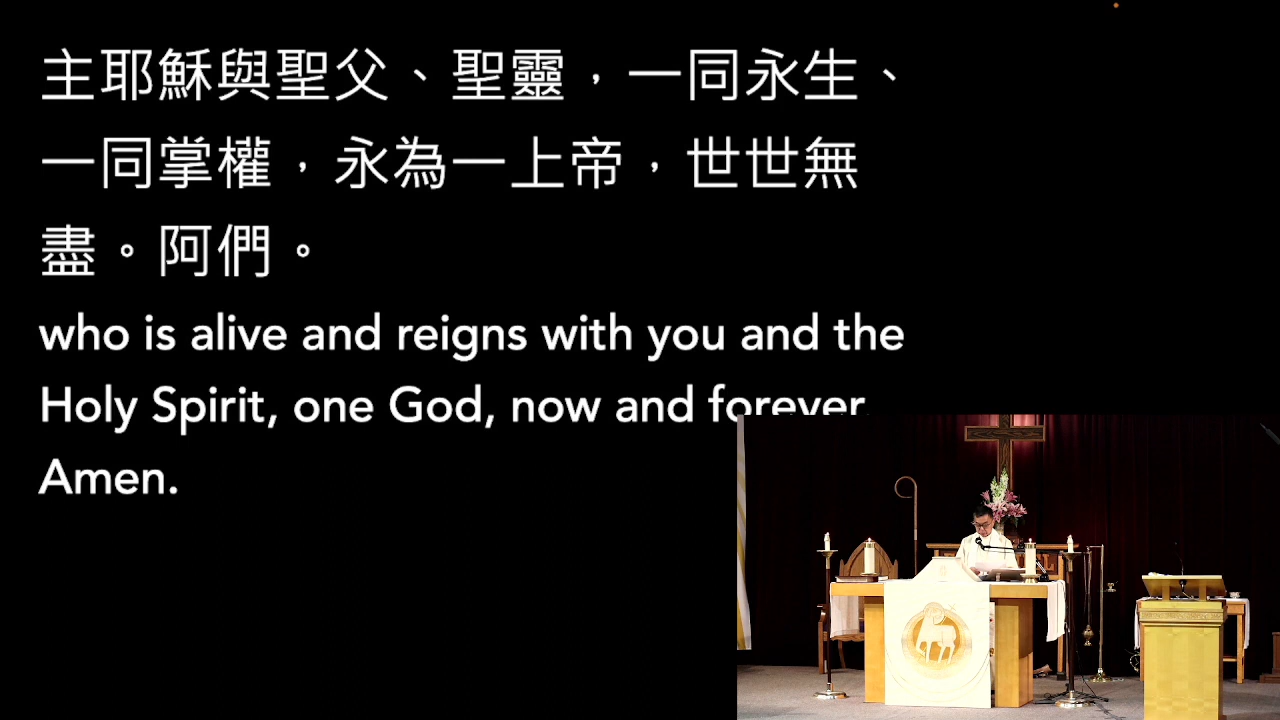 主耶穌與聖父、聖靈，一同永生、
一同掌權，永為一上帝，世世無
盡。阿們。
who is alive and reigns with you and the
Holy Spirit, one God, now and forever.
Amen.